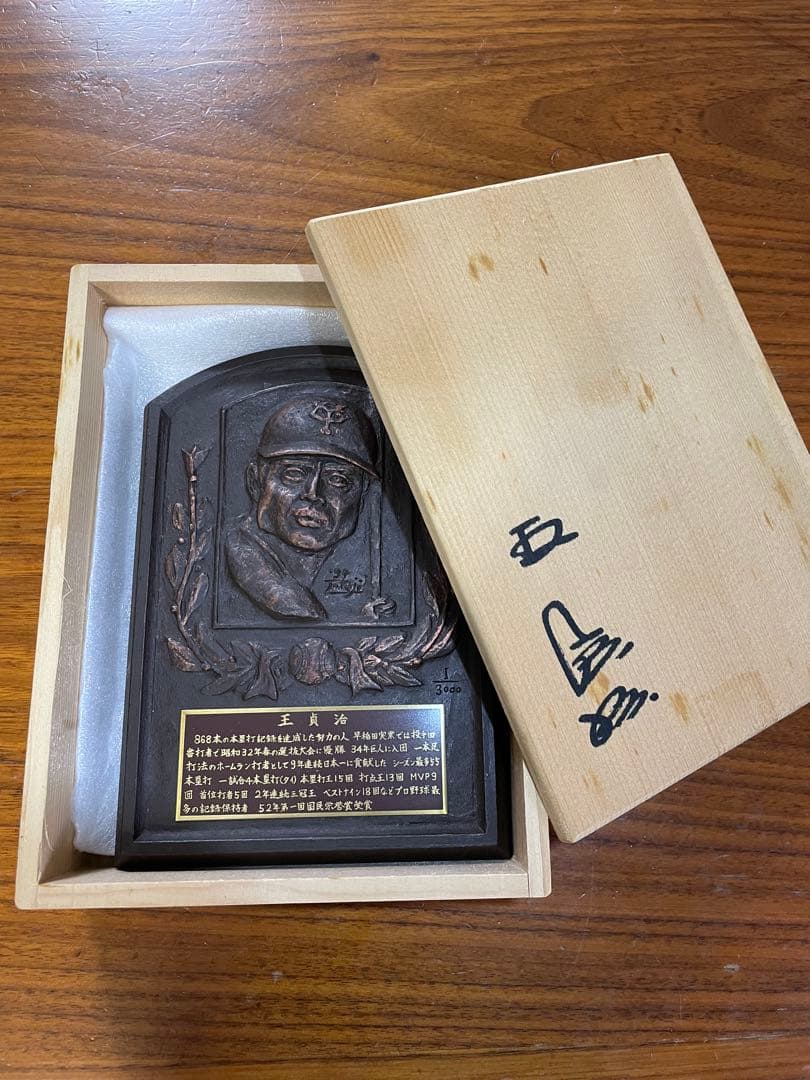 王貞治
868本の本塁打記録を達成した努力の人 早稲田実業では投手四
番打者で昭和32年春の選抜大会に優勝 34年巨人に入団 一本足
打法のホームラン打者として9年連続日本一に貢献した シーズン最多55
本塁打 一試合4本塁打(タイ) 本塁打王15回 打点王13回 MVP9
回 首位打者5回 2年連続三冠王 ベストナイン18回などプロ野球最
多の記録保持者 52年第一回国民栄誉賞受賞
1/3000
王